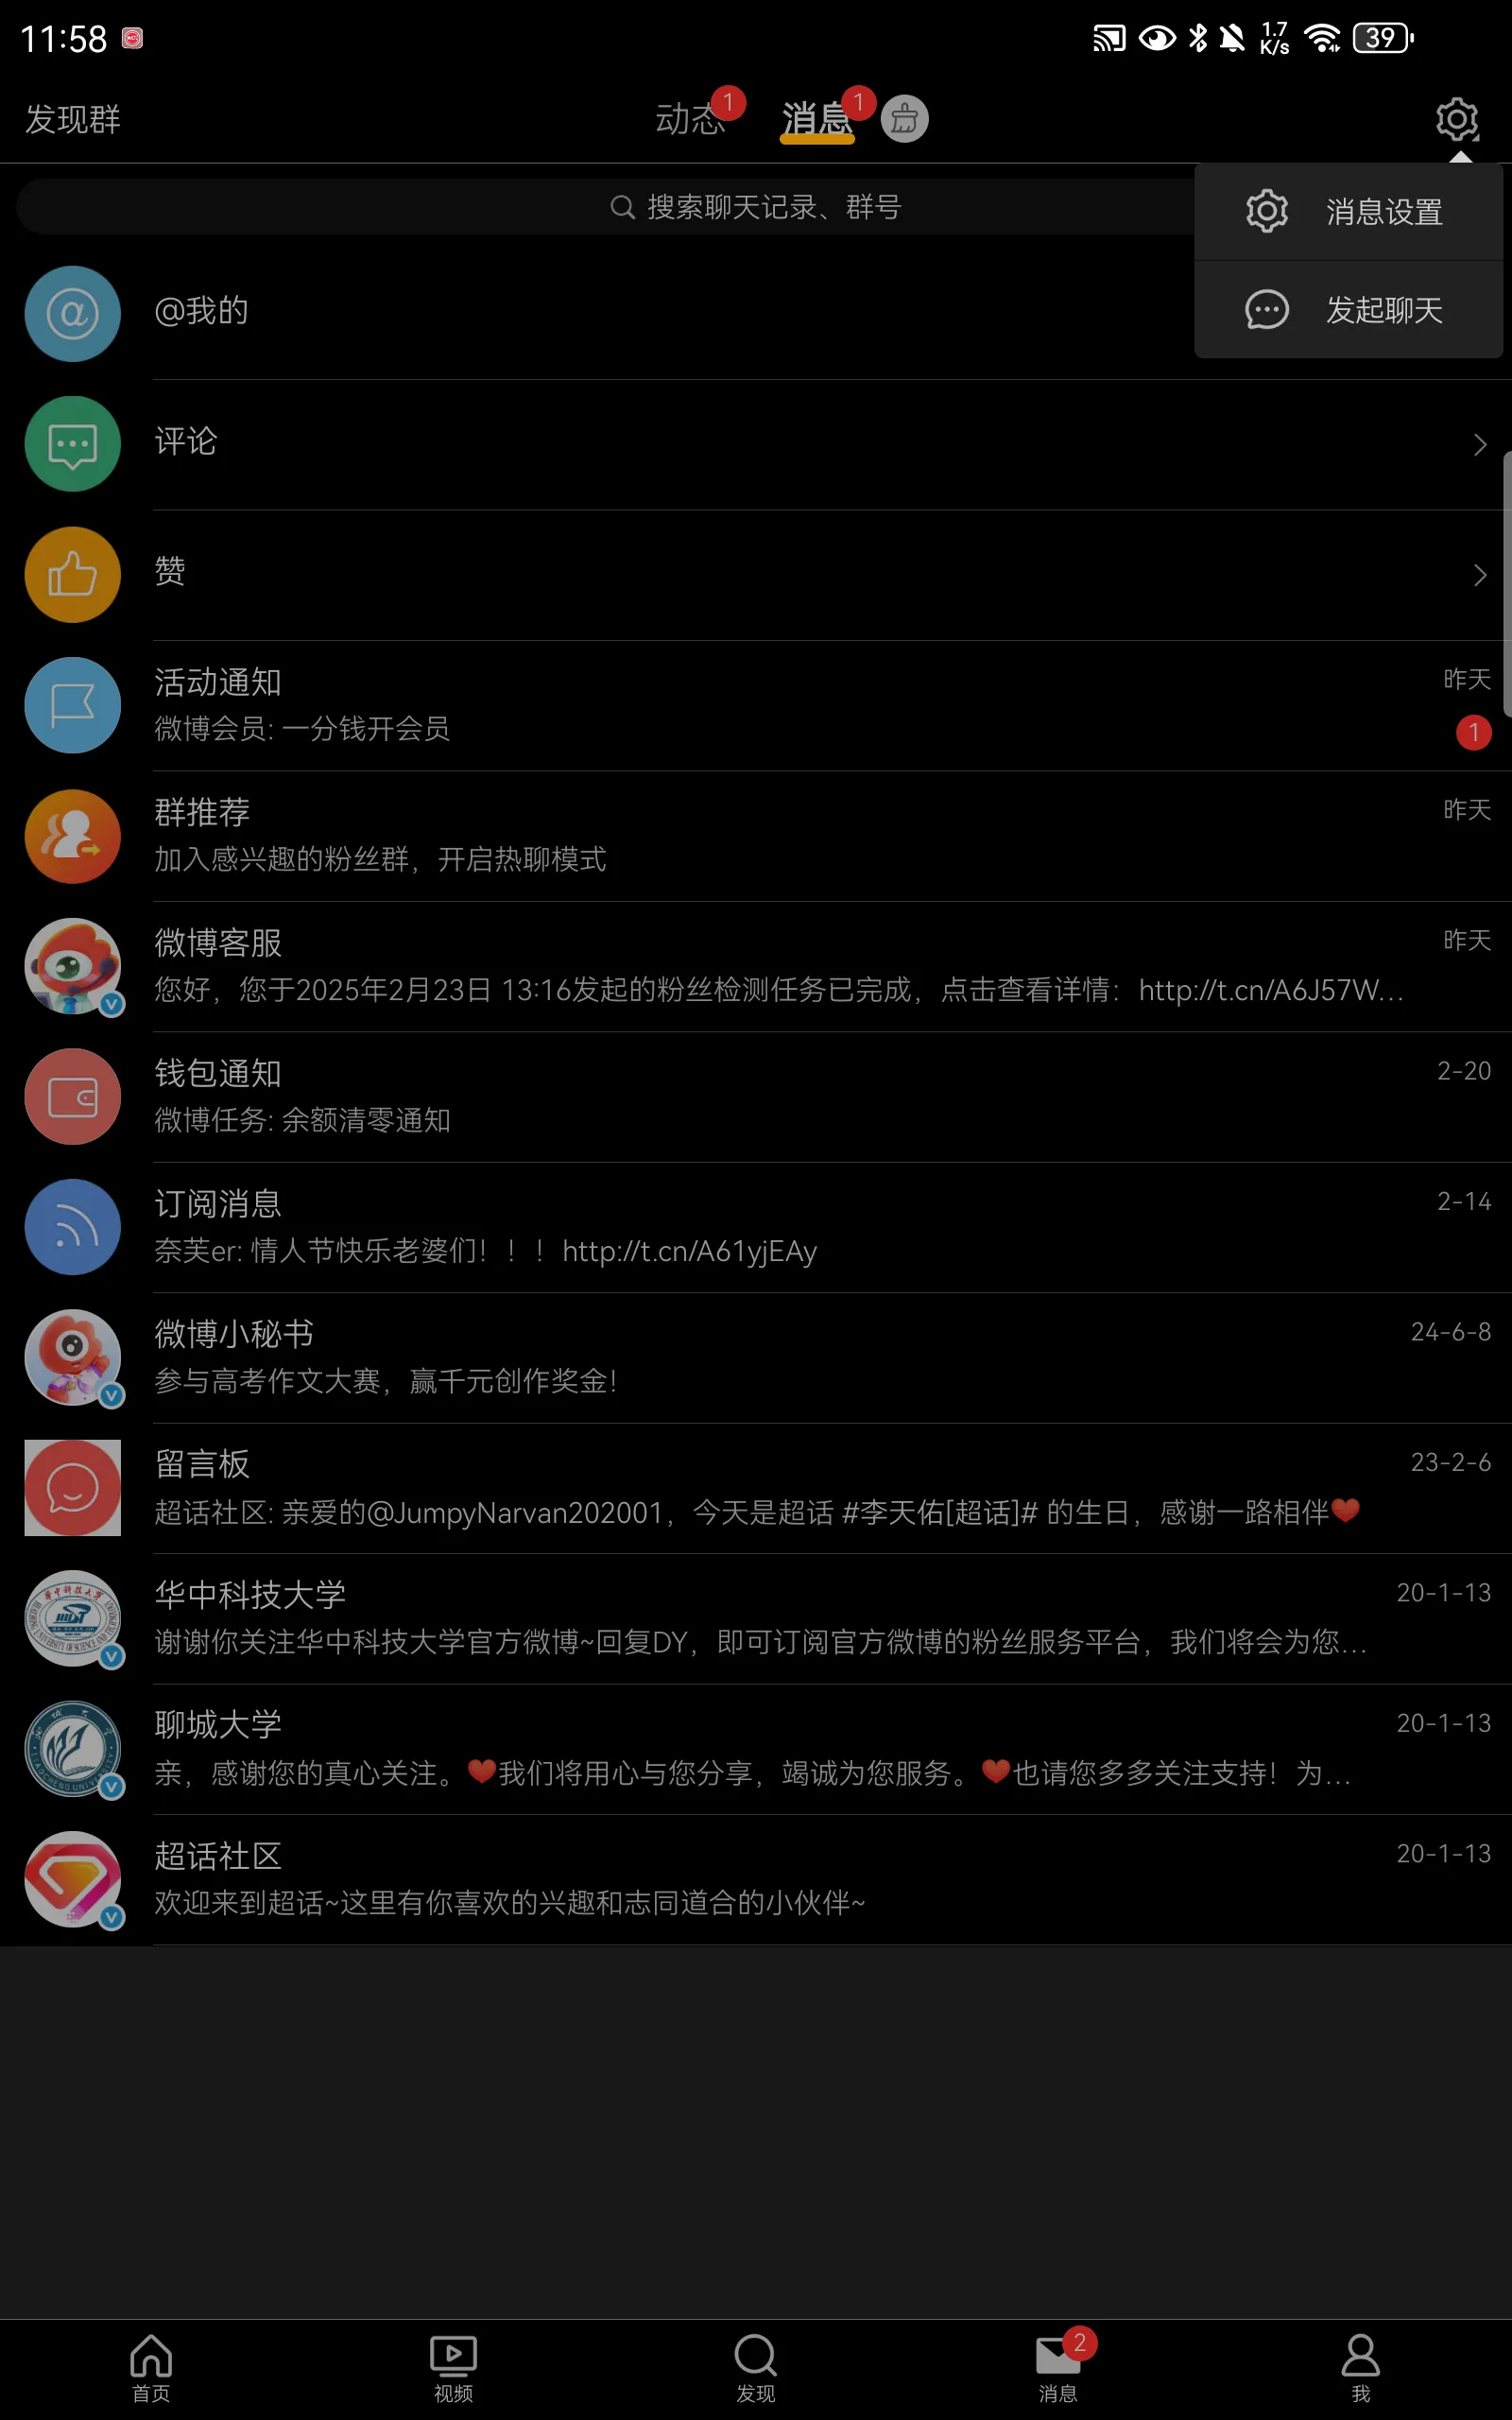 11:58
1.7
K/s
39
发现群
动态
1
消息
1
搜索聊天记录、群号
消息设置
发起聊天
@我的
评论
赞
活动通知
昨天
微博会员: 一分钱开会员
1
群推荐
昨天
加入感兴趣的粉丝群，开启热聊模式
微博客服
昨天
您好，您于2025年2月23日 13:16发起的粉丝检测任务已完成，点击查看详情：http://t.cn/A6J57W...
钱包通知
2-20
微博任务: 余额清零通知
订阅消息
2-14
奈芙er: 情人节快乐老婆们！！！http://t.cn/A61yjEAy
微博小秘书
24-6-8
参与高考作文大赛，赢千元创作奖金！
留言板
23-2-6
超话社区: 亲爱的@JumpyNarvan202001，今天是超话 #李天佑[超话]# 的生日，感谢一路相伴❤️
华中科技大学
20-1-13
谢谢你关注华中科技大学官方微博~回复DY，即可订阅官方微博的粉丝服务平台，我们将会为您...
聊城大学
20-1-13
亲，感谢您的真心关注。❤️我们将用心与您分享，竭诚为您服务。❤️也请您多多关注支持！为...
超话社区
20-1-13
欢迎来到超话~这里有你喜欢的兴趣和志同道合的小伙伴~
首页
视频
发现
2
消息
我